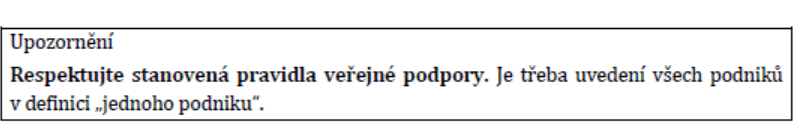 Upozornění
Respektujte stanovená pravidla veřejné podpory. Je třeba uvedení všech podniků
v definici „jednoho podniku“.